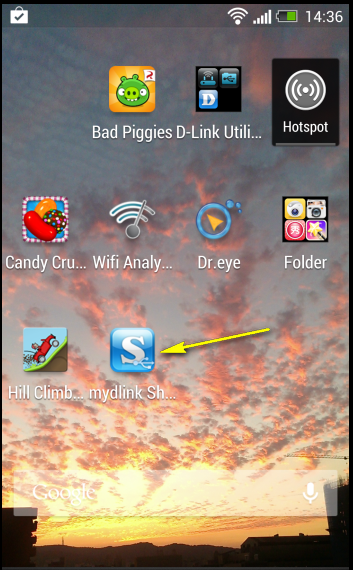 14:36
Bad Piggies D-Link Utili... Hotspot
Candy Cru... Wifi Analy... Dr.eye Folder
Hill Climb... mydlink Sh...
Google